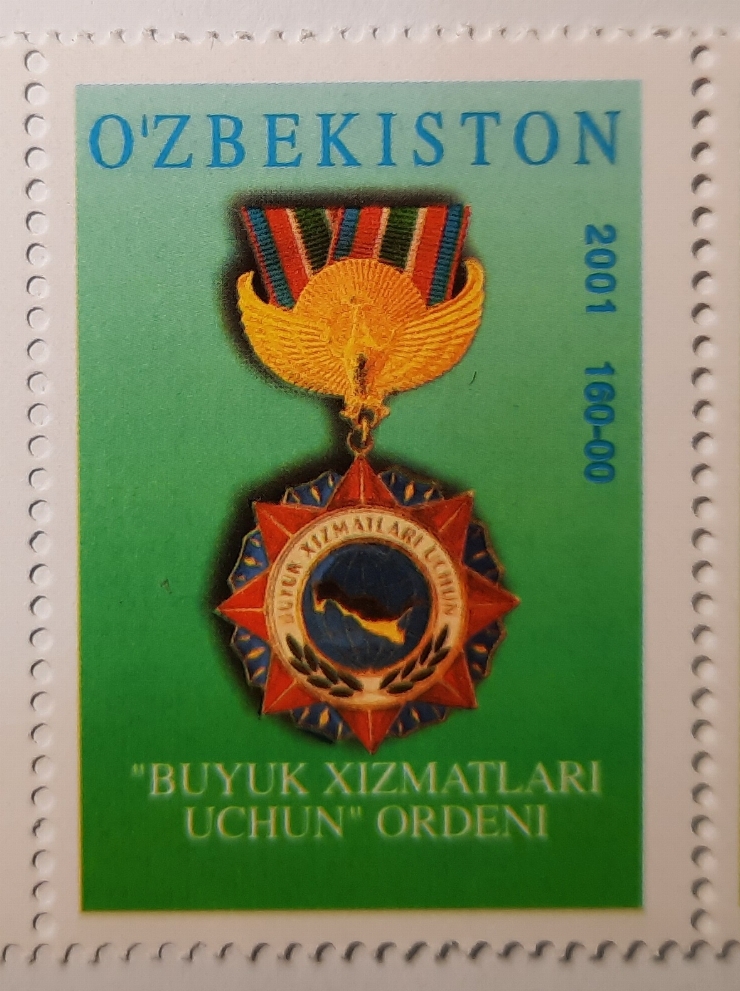 O'ZBEKISTON
2001 160-00
BUYUK XIZMATLARI UCHUN
"BUYUK XIZMATLARI
UCHUN" ORDENI